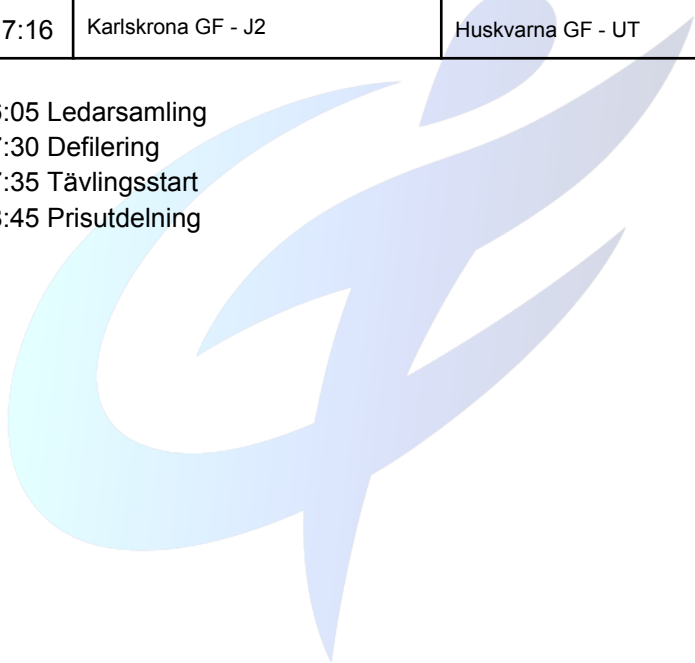 7:16 Karlskrona GF - J2 Huskvarna GF - UT
:05 Ledarsamling
:30 Defilering
:35 Tävlingsstart
:45 Prisutdelning